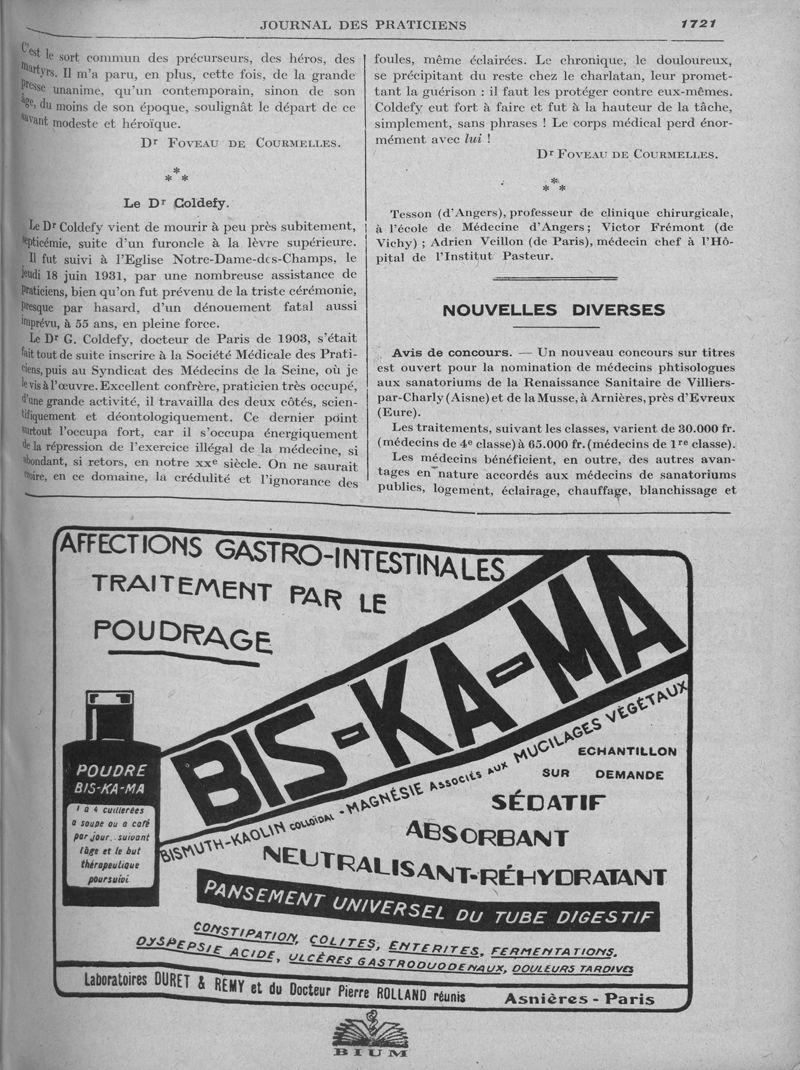 JOURNAL DES PRATICIENS 1721
C'est le sort commun des précurseurs, des héros, des
martyrs. Il m'a paru, en plus, cette fois, de la grande
presse unanime, qu'un contemporain, sinon de son
âge, du moins de son époque, soulignât le départ de ce
savant modeste et héroïque.
Dr FOVEAU DE COURMELLES.
***
Le Dr Coldefy.
Le Dr Coldefy vient de mourir à peu près subitement,
septicémie, suite d'un furoncle à la lèvre supérieure.
Il fut suivi à l'Eglise Notre-Dame-des-Champs, le
jeudi 18 juin 1931, par une nombreuse assistance de
praticiens, bien qu'on fut prévenu de la triste cérémonie,
presque par hasard, d'un dénouement fatal aussi
imprévu, à 55 ans, en pleine force.
Le Dr G. Coldefy, docteur de Paris de 1903, s'était
fait tout de suite inscrire à la Société Médicale des Prati-
ciens, puis au Syndicat des Médecins de la Seine, où je
le vis à l'œuvre. Excellent confrère, praticien très occupé,
d'une grande activité, il travailla des deux côtés, scien-
tifiquement et déontologiquement. Ce dernier point
surtout l'occupa fort, car il s'occupa énergiquement
de la répression de l'exercice illégal de la médecine, si
abondant, si retors, en notre XXe siècle. On ne saurait
croire, en ce domaine, la crédulité et l'ignorance des
foules, même éclairées. Le chronique, le douloureux,
se précipitant du reste chez le charlatan, leur promet-
tant la guérison : il faut les protéger contre eux-mêmes.
Coldefy eut fort à faire et fut à la hauteur de la tâche,
simplement, sans phrases ! Le corps médical perd énor-
mément avec lui !
Dr FOVEAU DE COURMELLES.
***
Tesson (d'Angers), professeur de clinique chirurgicale,
à l'école de Médecine d'Angers ; Victor Frémont (de
Vichy) ; Adrien Veillon (de Paris), médecin chef à l'Hô-
pital de l'Institut Pasteur.
NOUVELLES DIVERSES
Avis de concours. — Un nouveau concours sur titres
est ouvert pour la nomination de médecins phtisologues
aux sanatoriums de la Renaissance Sanitaire de Villiers-
par-Charly (Aisne) et de la Musse, à Arnières, près d'Evreux
(Eure).
Les traitements, suivant les classes, varient de 30.000 fr.
(médecins de 4e classe) à 65.000 fr. (médecins de 1re classe).
Les médecins bénéficient, en outre, des autres avan-
tages en nature accordés aux médecins de sanatoriums
publics, logement, éclairage, chauffage, blanchissage et
AFFECTIONS GASTRO-INTESTINALES
TRAITEMENT PAR LE
POUDRAGE
BIS-KA-MA
BISMUTH-KAOLIN COLLOÏDAL-MAGNÉSIE ASSOCIÉS AUX MUCILAGES VÉGÉTAUX
POUDRE
BIS-KA-MA
1 a 4 cuillerées
a soupe ou a café
par jour. suivant
l'âge et le but
thérapeutique
poursuivi
ECHANTILLON
SUR DEMANDE
SÉDATIF
ABSORBANT
NEUTRALISANT-RÉHYDRATANT
PANSEMENT UNIVERSEL DU TUBE DIGESTIF
CONSTIPATION, COLITES, ENTERITES, FERMENTATIONS.
DYSPEPSIE ACIDE, ULCÈRES GASTRODUODENAUX, DOULEURS TARDIVES
Laboratoires DURET & REMY et du Docteur Pierre ROLLAND réunis Asnières - Paris
BIUM